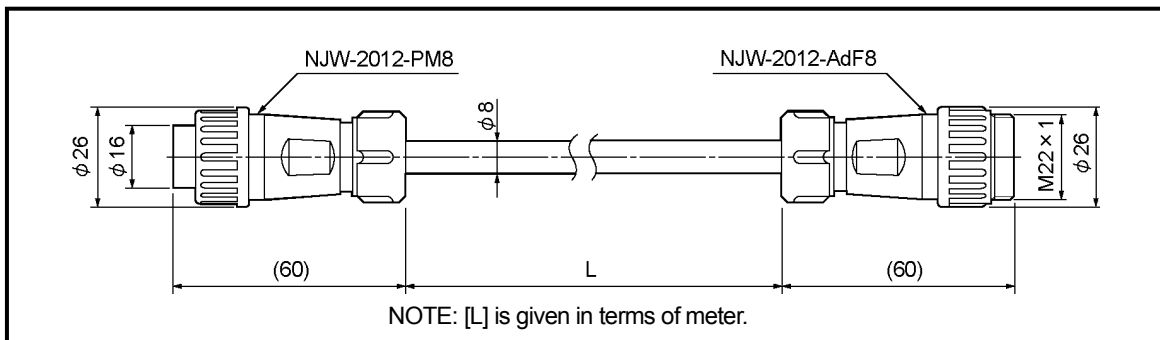 NJW-2012-PM8
NJW-2012-AdF8
φ26
φ16
φ8
M22×1
φ26
(60)
L
(60)
NOTE: [L] is given in terms of meter.